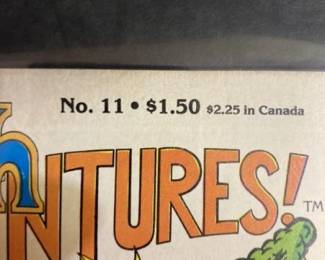 No. 11 • $1.50 $2.25 in Canada
NTURES!™